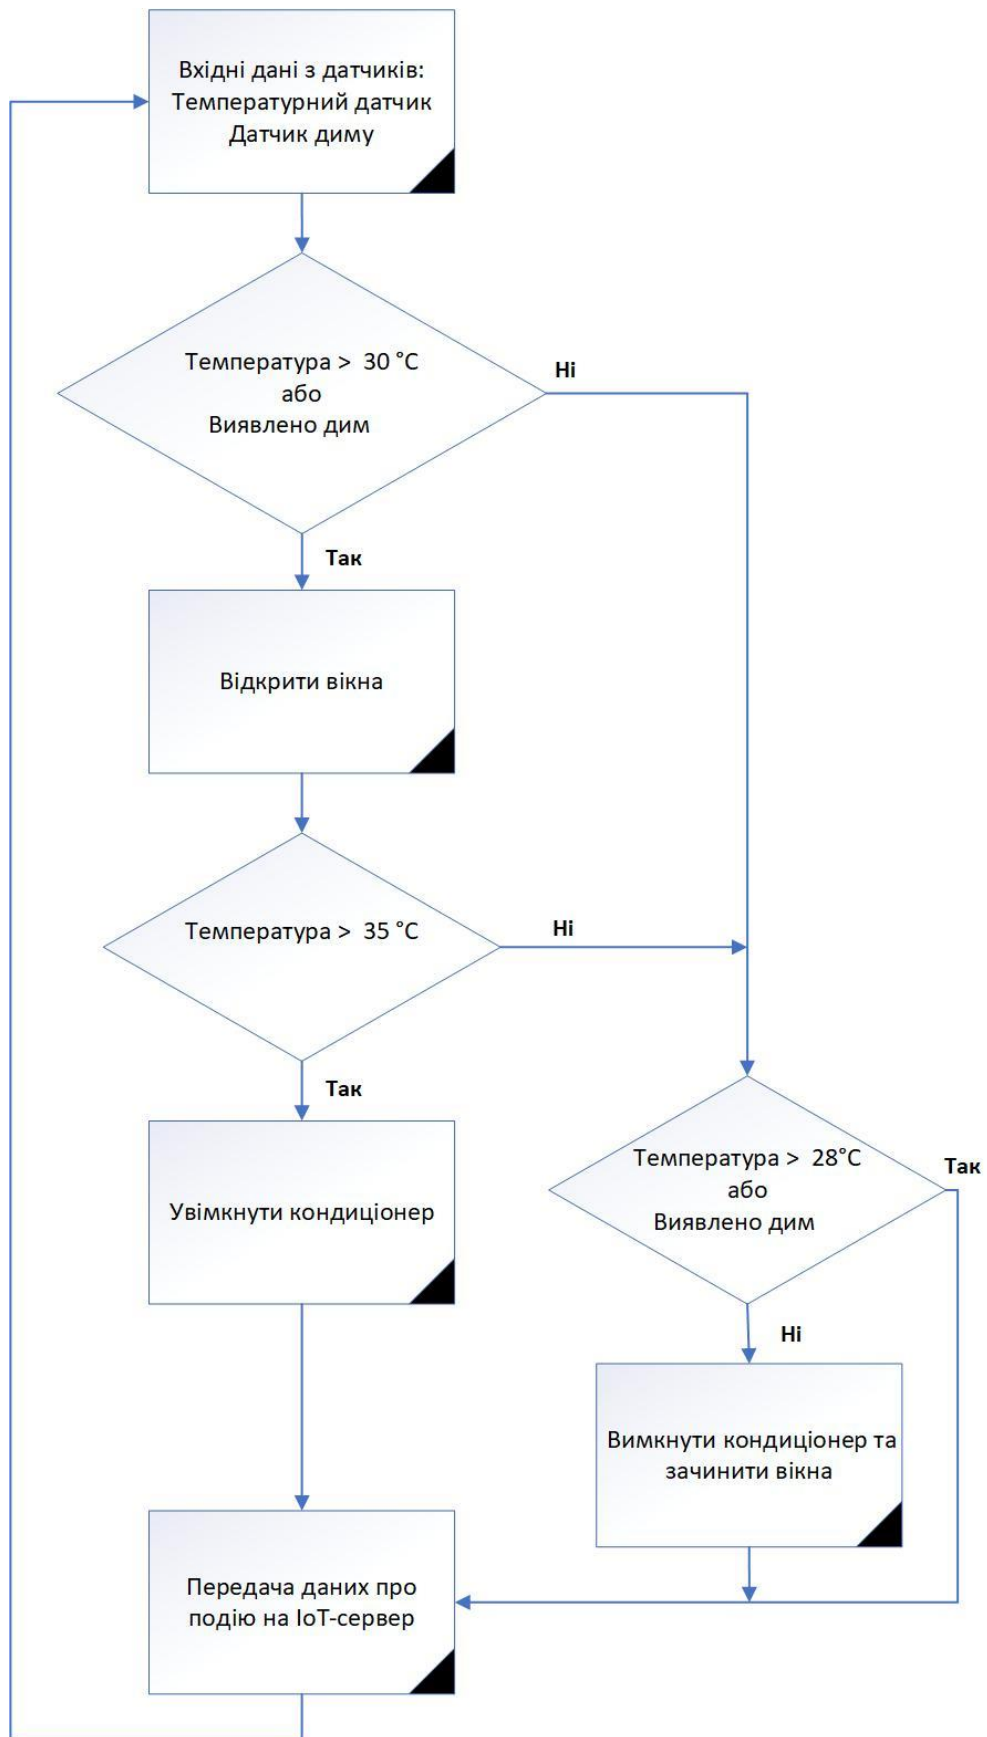 Вхідні дані з датчиків:
Температурний датчик
Датчик диму
Температура > 30 °C
або
Виявлено дим
Ні
Так
Відкрити вікна
Температура > 35 °C
Ні
Так
Температура > 28°C
або
Виявлено дим
Так
Увімкнути кондиціонер
Ні
Вимкнути кондиціонер та
зачинити вікна
Передача даних про
подію на IoT-сервер